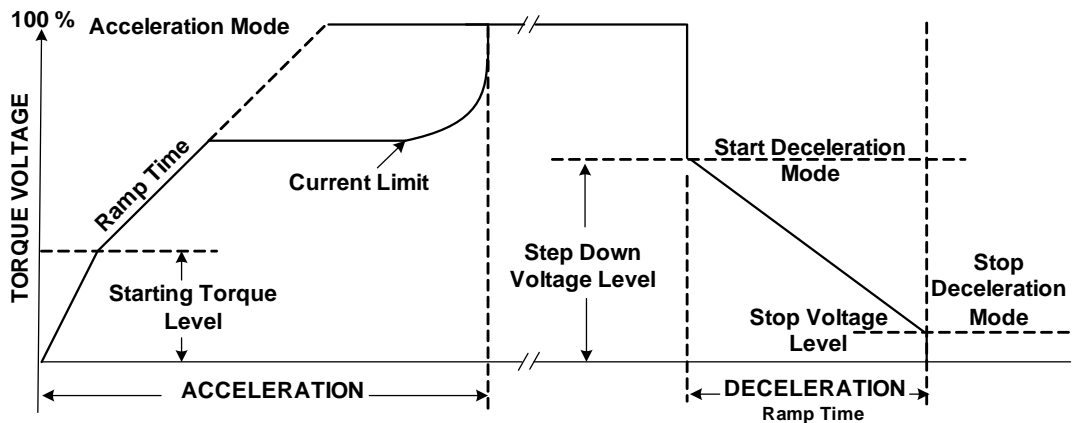 100 %
Acceleration Mode
TORQUE VOLTAGE
Ramp Time
Current Limit
Starting Torque
Level
Start Deceleration
Mode
Step Down
Voltage Level
Stop
Deceleration
Mode
Stop Voltage
Level
ACCELERATION
DECELERATION
Ramp Time